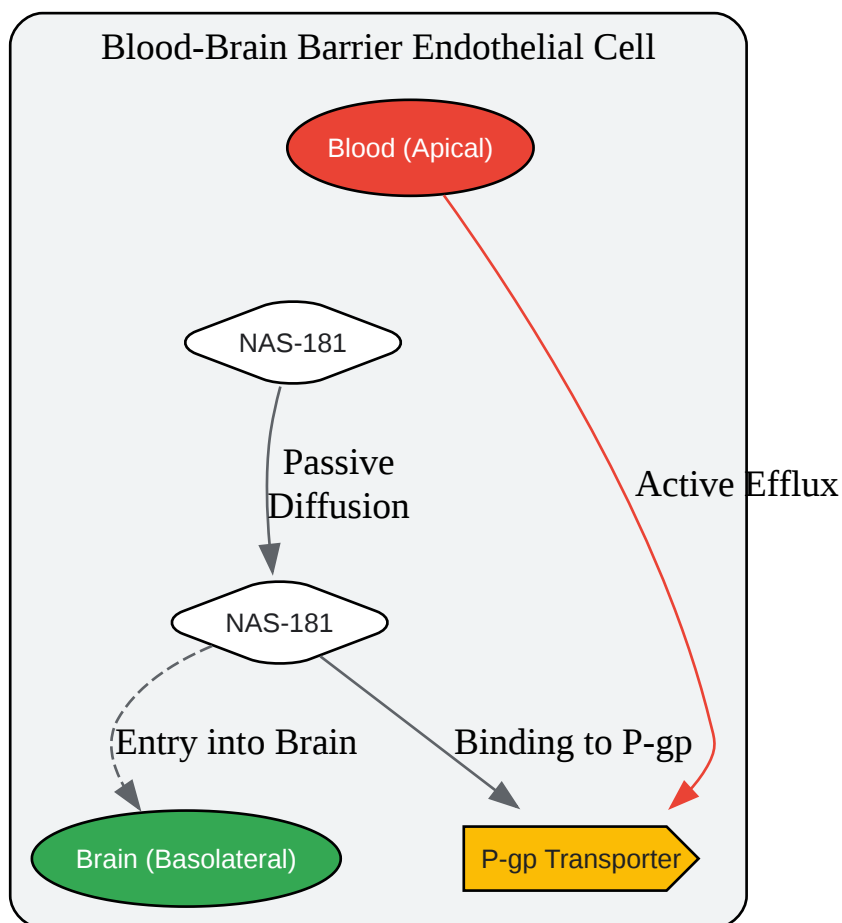 Blood-Brain Barrier Endothelial Cell
Blood (Apical)
NAS-181
Passive
Diffusion
Active Efflux
NAS-181
Entry into Brain
Binding to P-gp
Brain (Basolateral)
P-gp Transporter